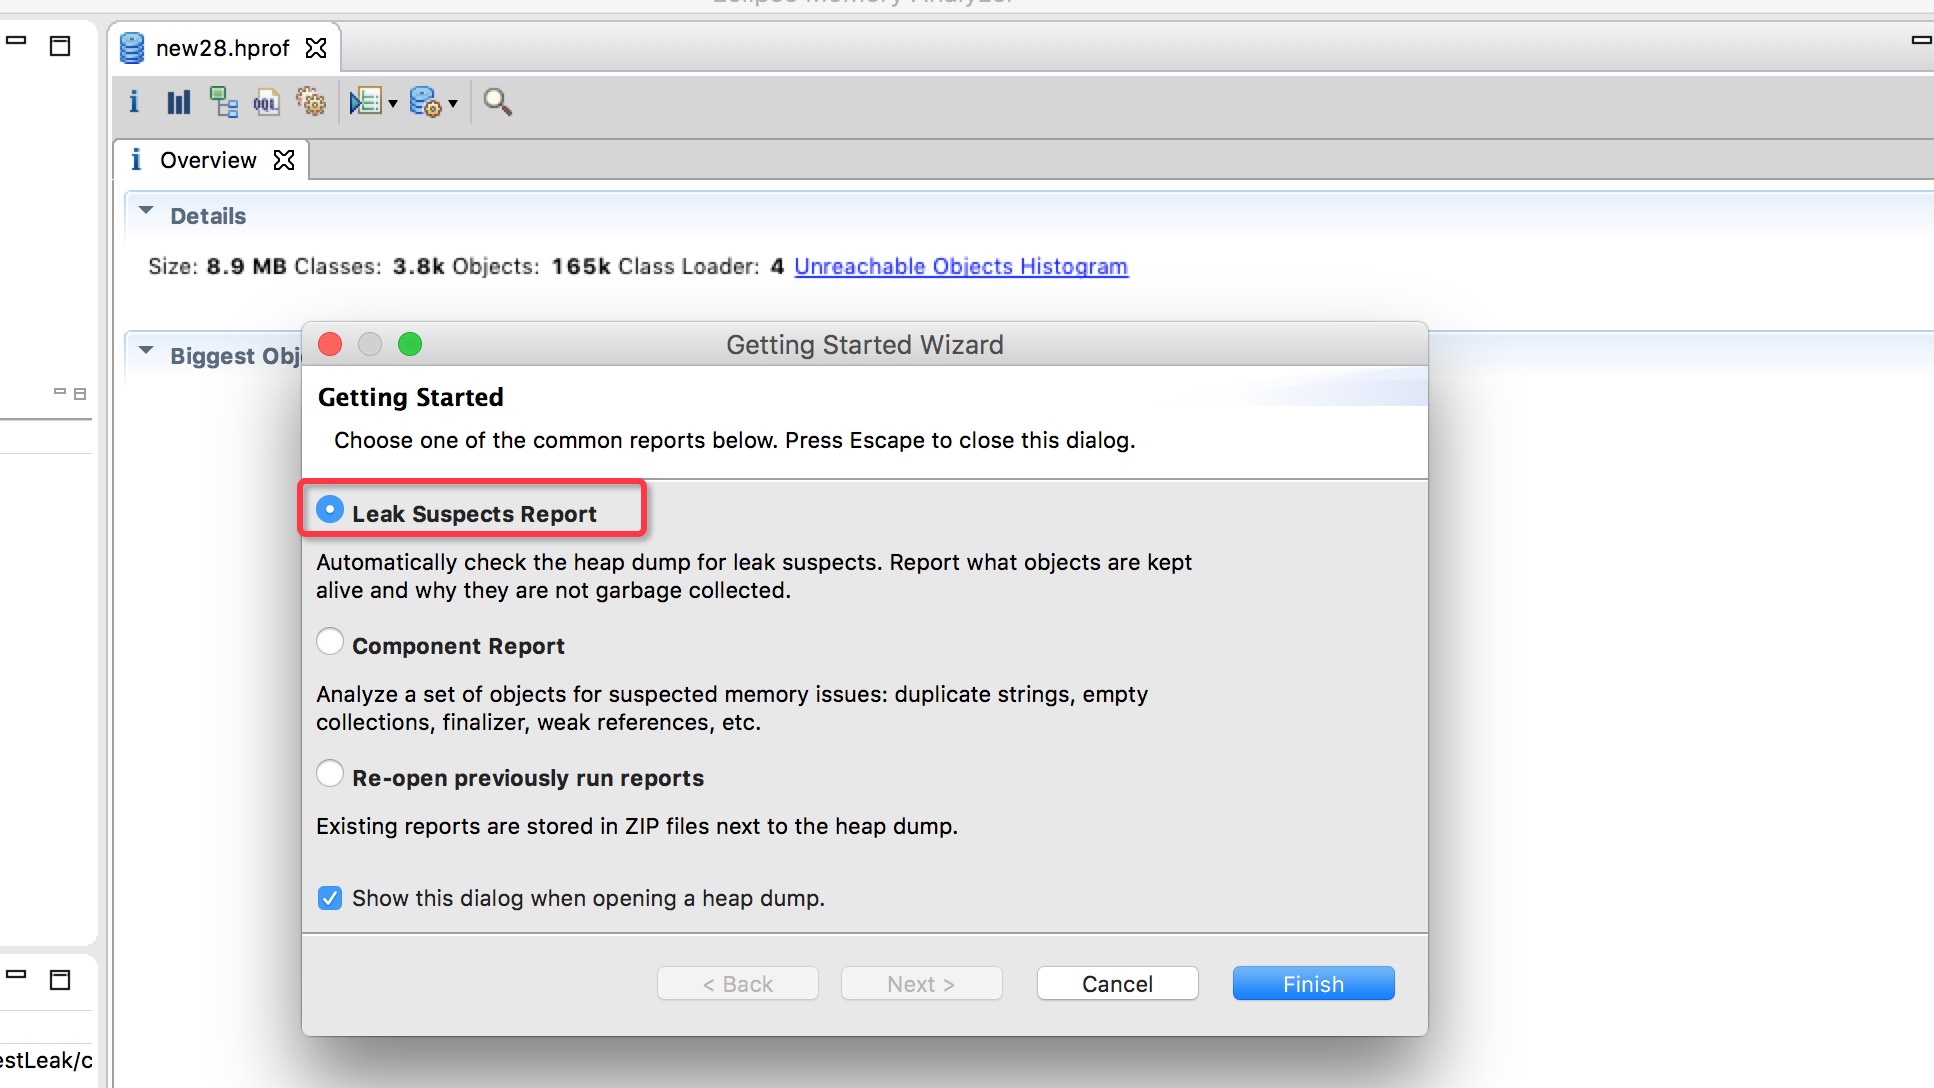 Eclipse Memory Analyzer
new28.hprof
OQL
i Overview
Details
Size: 8.9 MB Classes: 3.8k Objects: 165k Class Loader: 4 Unreachable Objects Histogram
Biggest Obj
Getting Started Wizard
Getting Started
Choose one of the common reports below. Press Escape to close this dialog.
Leak Suspects Report
Automatically check the heap dump for leak suspects. Report what objects are kept
alive and why they are not garbage collected.
Component Report
Analyze a set of objects for suspected memory issues: duplicate strings, empty
collections, finalizer, weak references, etc.
Re-open previously run reports
Existing reports are stored in ZIP files next to the heap dump.
Show this dialog when opening a heap dump.
< Back
Next >
Cancel
Finish
estLeak/c